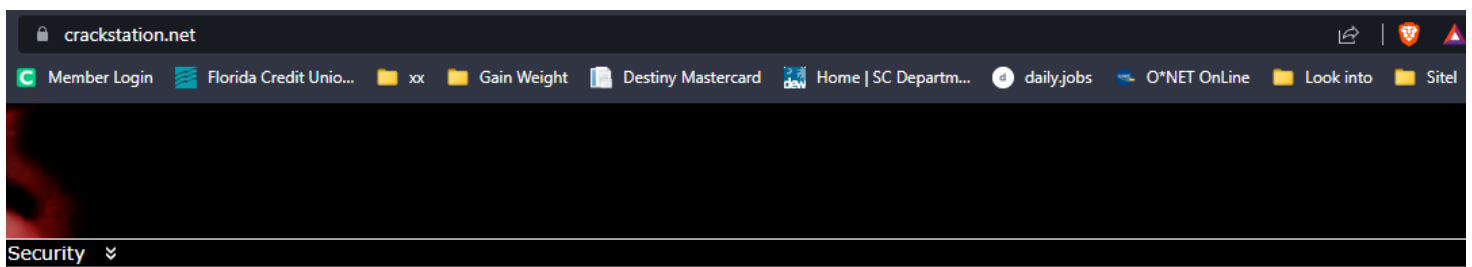 crackstation.net
Member Login Florida Credit Unio... xx Gain Weight Destiny Mastercard dew Home | SC Departm... d daily.jobs O*NET OnLine Look into Sitel
Security